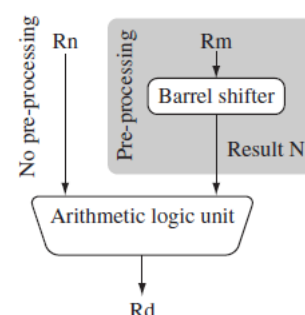 No pre-processing
Rn
Pre-processing
Rm
Barrel shifter
Result N
Arithmetic logic unit
Rd